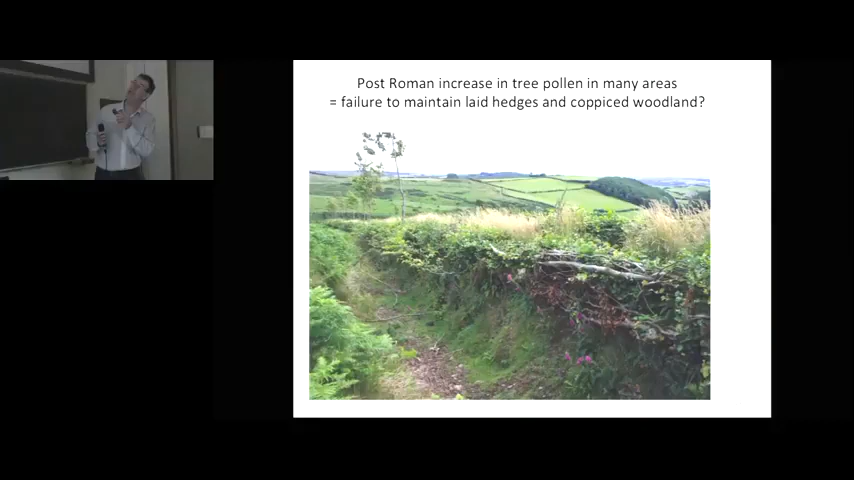 Post Roman increase in tree pollen in many areas
= failure to maintain laid hedges and coppiced woodland?